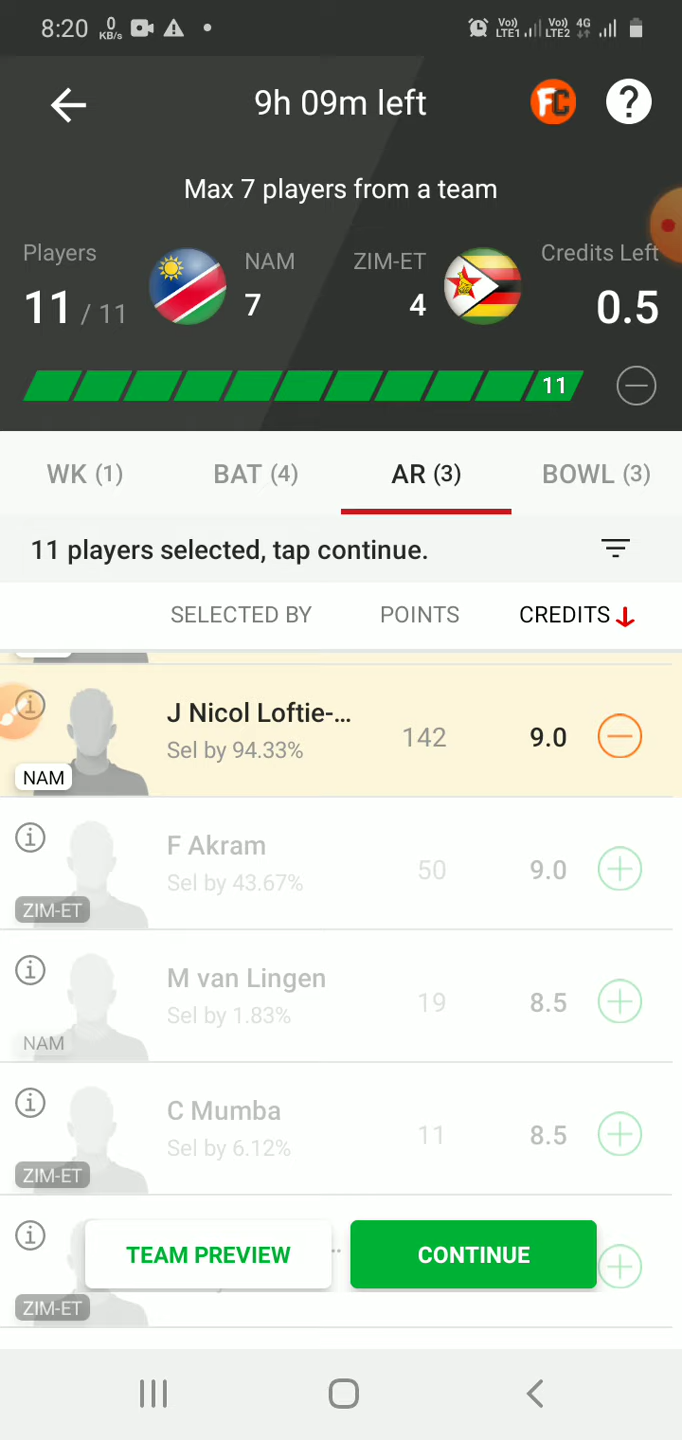 8:20 0 KB/s Vo) LTE1 Vo) LTE2 4G
9h 09m left FC ?
Max 7 players from a team
Players NAM ZIM-ET Credits Left
11 / 11 7 4 0.5
11
WK (1) BAT (4) AR (3) BOWL (3)
11 players selected, tap continue.
SELECTED BY POINTS CREDITS
J Nicol Loftie-...
Sel by 94.33% 142 9.0
NAM
F Akram
Sel by 43.67% 50 9.0
ZIM-ET
M van Lingen
Sel by 1.83% 19 8.5
NAM
C Mumba
Sel by 6.12% 11 8.5
ZIM-ET
TEAM PREVIEW CONTINUE
ZIM-ET